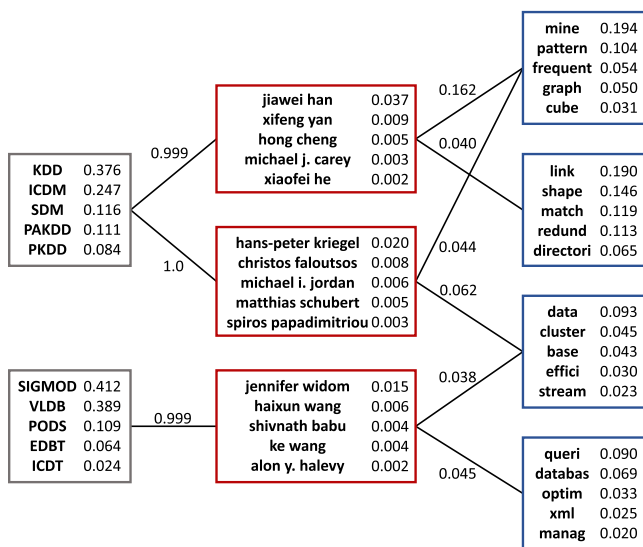 KDD 0.376
ICDM 0.247
SDM 0.116
PAKDD 0.111
PKDD 0.084
SIGMOD 0.412
VLDB 0.389
PODS 0.109
EDBT 0.064
ICDT 0.024
0.999
1.0
0.999
jiawei han 0.037
xifeng yan 0.009
hong cheng 0.005
michael j. carey 0.003
xiaofei he 0.002
hans-peter kriegel 0.020
christos faloutsos 0.008
michael i. jordan 0.006
matthias schubert 0.005
spiros papadimitriou 0.003
jennifer widom 0.015
haixun wang 0.006
shivnath babu 0.004
ke wang 0.004
alon y. halevy 0.002
0.162
0.040
0.044
0.062
0.038
0.045
mine 0.194
pattern 0.104
frequent 0.054
graph 0.050
cube 0.031
link 0.190
shape 0.146
match 0.119
redund 0.113
directori 0.065
data 0.093
cluster 0.045
base 0.043
effici 0.030
stream 0.023
queri 0.090
databas 0.069
optim 0.033
xml 0.025
manag 0.020